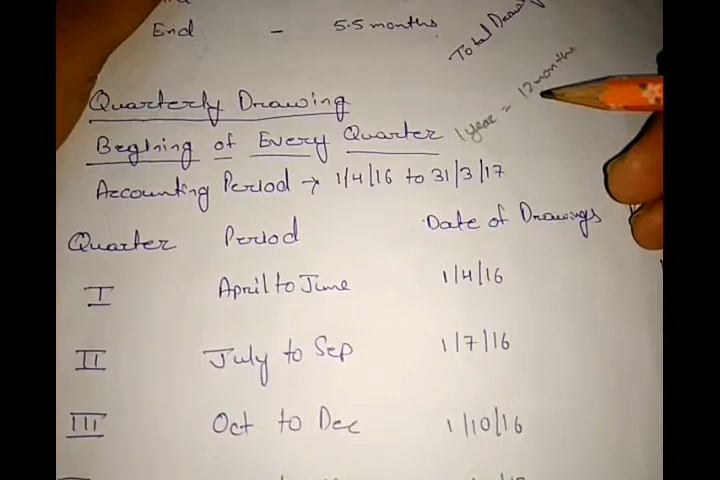 End - 5.5 months
Total Drawing
Quarterly Drawing
Begining of Every Quarter
1 year = 12 months
Accounting Period → 1/4/16 to 31/3/17
Quarter Period Date of Drawings
I April to June 1/4/16
II July to Sep 1/7/16
III Oct to Dec 1/10/16